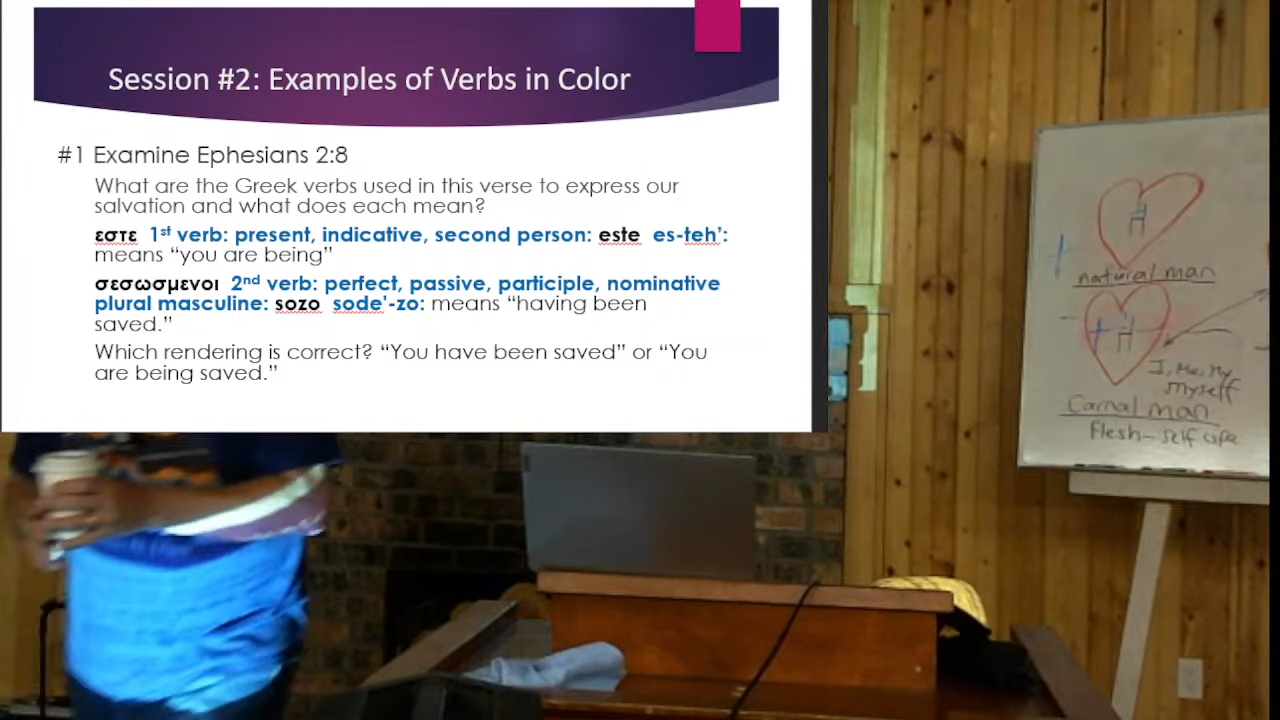 Session #2: Examples of Verbs in Color
#1 Examine Ephesians 2:8
What are the Greek verbs used in this verse to express our
salvation and what does each mean?
εστε 1st verb: present, indicative, second person: este es-teh':
means “you are being”
σεσωσμενοι 2nd verb: perfect, passive, participle, nominative
plural masculine: sozo sode'-zo: means “having been
saved.”
Which rendering is correct? “You have been saved” or “You
are being saved.”
H
natural man
H
I, Me, My
Myself
Carnal man
Flesh - self life